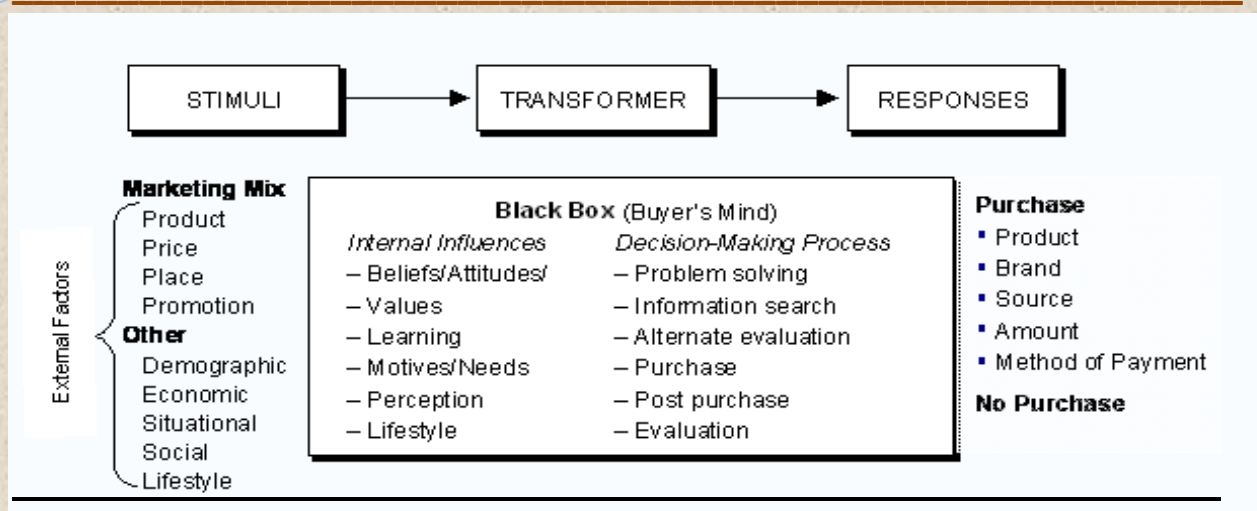 STIMULI
TRANSFORMER
RESPONSES
External Factors
Marketing Mix
Product
Price
Place
Promotion
Other
Demographic
Economic
Situational
Social
Lifestyle
Black Box (Buyer's Mind)
Internal Influences
– Beliefs/Attitudes/
– Values
– Learning
– Motives/Needs
– Perception
– Lifestyle
Decision-Making Process
– Problem solving
– Information search
– Alternate evaluation
– Purchase
– Post purchase
– Evaluation
Purchase
▪ Product
▪ Brand
▪ Source
▪ Amount
▪ Method of Payment
No Purchase